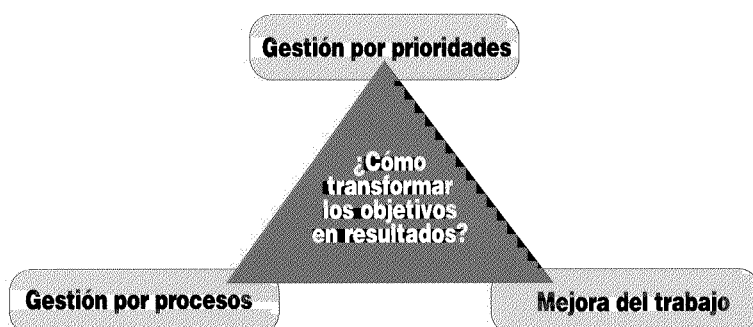 Gestión por prioridades
¿Cómo
transformar
los objetivos
en resultados?
Gestión por procesos
Mejora del trabajo